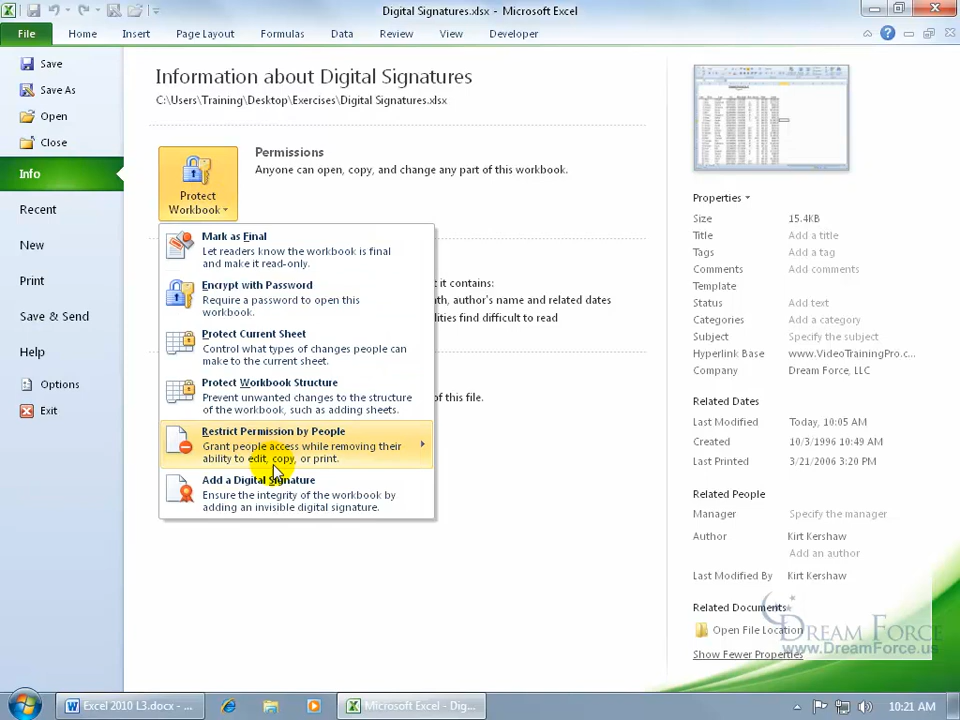 Digital Signatures.xlsx - Microsoft Excel
File Home Insert Page Layout Formulas Data Review View Developer
Save
Save As
Open
Close
Info
Recent
New
Print
Save & Send
Help
Options
Exit
Information about Digital Signatures
C:\Users\Training\Desktop\Exercises\Digital Signatures.xlsx
Protect
Workbook
Permissions
Anyone can open, copy, and change any part of this workbook.
Mark as Final
Let readers know the workbook is final
and make it read-only.
Encrypt with Password
Require a password to open this
workbook.
Protect Current Sheet
Control what types of changes people can
make to the current sheet.
Protect Workbook Structure
Prevent unwanted changes to the structure
of the workbook, such as adding sheets.
Restrict Permission by People
Grant people access while removing their
ability to edit, copy, or print.
Add a Digital Signature
Ensure the integrity of the workbook by
adding an invisible digital signature.
it contains:
ath, author's name and related dates
ilities find difficult to read
of this file.
Properties
Size 15.4KB
Title Add a title
Tags Add a tag
Comments Add comments
Template
Status Add text
Categories Add a category
Subject Specify the subject
Hyperlink Base www.VideoTrainingPro.c...
Company Dream Force, LLC
Related Dates
Last Modified Today, 10:05 AM
Created 10/3/1996 10:49 AM
Last Printed 3/21/2006 3:20 PM
Related People
Manager Specify the manager
Author Kirt Kershaw
Add an author
Last Modified By Kirt Kershaw
Related Documents
Open File Location
Show Fewer Properties
DREAM FORCE
www.DreamForce.us
Excel 2010 L3.docx - ...
Microsoft Excel - Dig...
10:21 AM